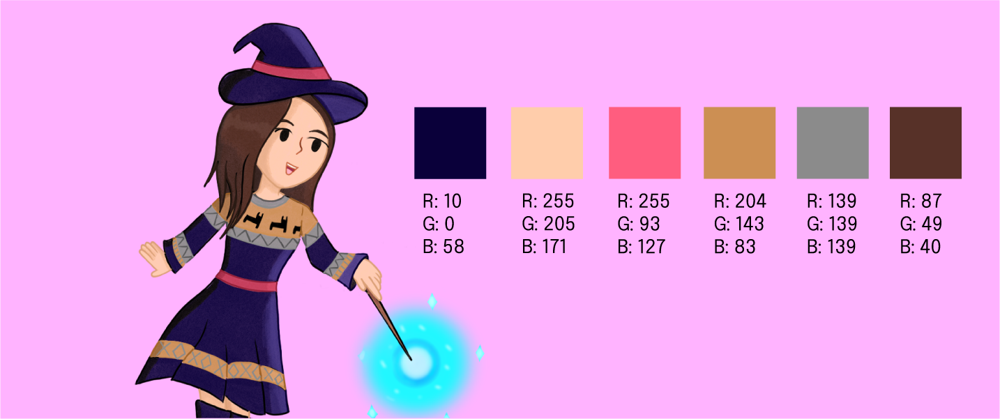 R: 10
G: 0
B: 58
R: 255
G: 205
B: 171
R: 255
G: 93
B: 127
R: 204
G: 143
B: 83
R: 139
G: 139
B: 139
R: 87
G: 49
B: 40